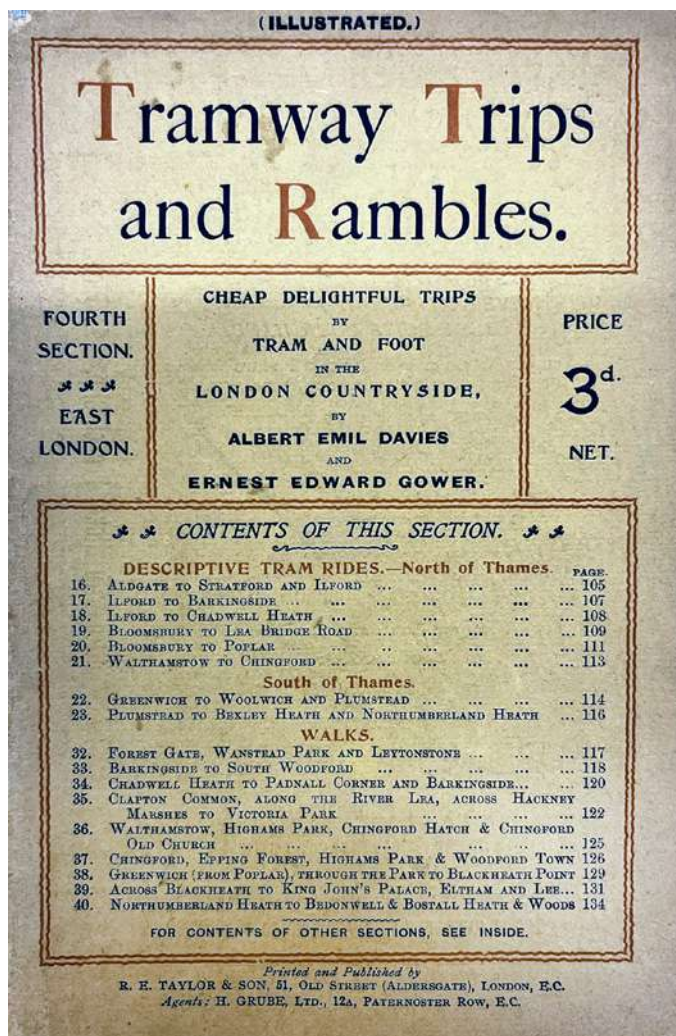 (ILLUSTRATED.)
Tramway Trips
and Rambles.
FOURTH
SECTION.
EAST
LONDON.
CHEAP DELIGHTFUL TRIPS
BY
TRAM AND FOOT
IN THE
LONDON COUNTRYSIDE,
BY
ALBERT EMIL DAVIES
AND
ERNEST EDWARD GOWER.
PRICE
3d.
NET.
CONTENTS OF THIS SECTION.
DESCRIPTIVE TRAM RIDES.—North of Thames. PAGE.
16. ALDGATE TO STRATFORD AND ILFORD ... ... ... ... ... 105
17. ILFORD TO BARKINGSIDE .. ... ... ... ... ... ... 107
18. ILFORD TO CHADWELL HEATH ... ... ... ... ... ... 108
19. BLOOMSBURY TO LEA BRIDGE ROAD ... ... ... ... ... 109
20. BLOOMSBURY TO POPLAR ... ... .. ... ... ... ... 111
21. WALTHAMSTOW TO CHINGFORD ... ... ... ... ... ... 113
South of Thames.
22. GREENWICH TO WOOLWICH AND PLUMSTEAD ... ... ... ... 114
23. PLUMSTEAD TO BEXLEY HEATH AND NORTHUMBERLAND HEATH ... 116
WALKS.
32. FOREST GATE, WANSTEAD PARK AND LEYTONSTONE ... ... ... 117
33. BARKINGSIDE TO SOUTH WOODFORD ... ... ... ... ... 118
34. CHADWELL HEATH TO PADNALL CORNER AND BARKINGSIDE... ... 120
35. CLAPTON COMMON, ALONG THE RIVER LEA, ACROSS HACKNEY
MARSHES TO VICTORIA PARK ... ... ... ... ... 122
36. WALTHAMSTOW, HIGHAMS PARK, CHINGFORD HATCH & CHINGFORD
OLD CHURCH ... ... ... ... ... ... ... ... 125
37. CHINGFORD, EPPING FOREST, HIGHAMS PARK & WOODFORD TOWN 126
38. GREENWICH (FROM POPLAR), THROUGH THE PARK TO BLACKHEATH POINT 129
39. ACROSS BLACKHEATH TO KING JOHN'S PALACE, ELTHAM AND LEE... 131
40. NORTHUMBERLAND HEATH TO BEDONWELL & BOSTALL HEATH & WOODS 134
FOR CONTENTS OF OTHER SECTIONS, SEE INSIDE.
Printed and Published by
R. E. TAYLOR & SON, 51, OLD STREET (ALDERSGATE), LONDON, E.C.
Agents: H. GRUBE, LTD., 12A, PATERNOSTER ROW, E.C.